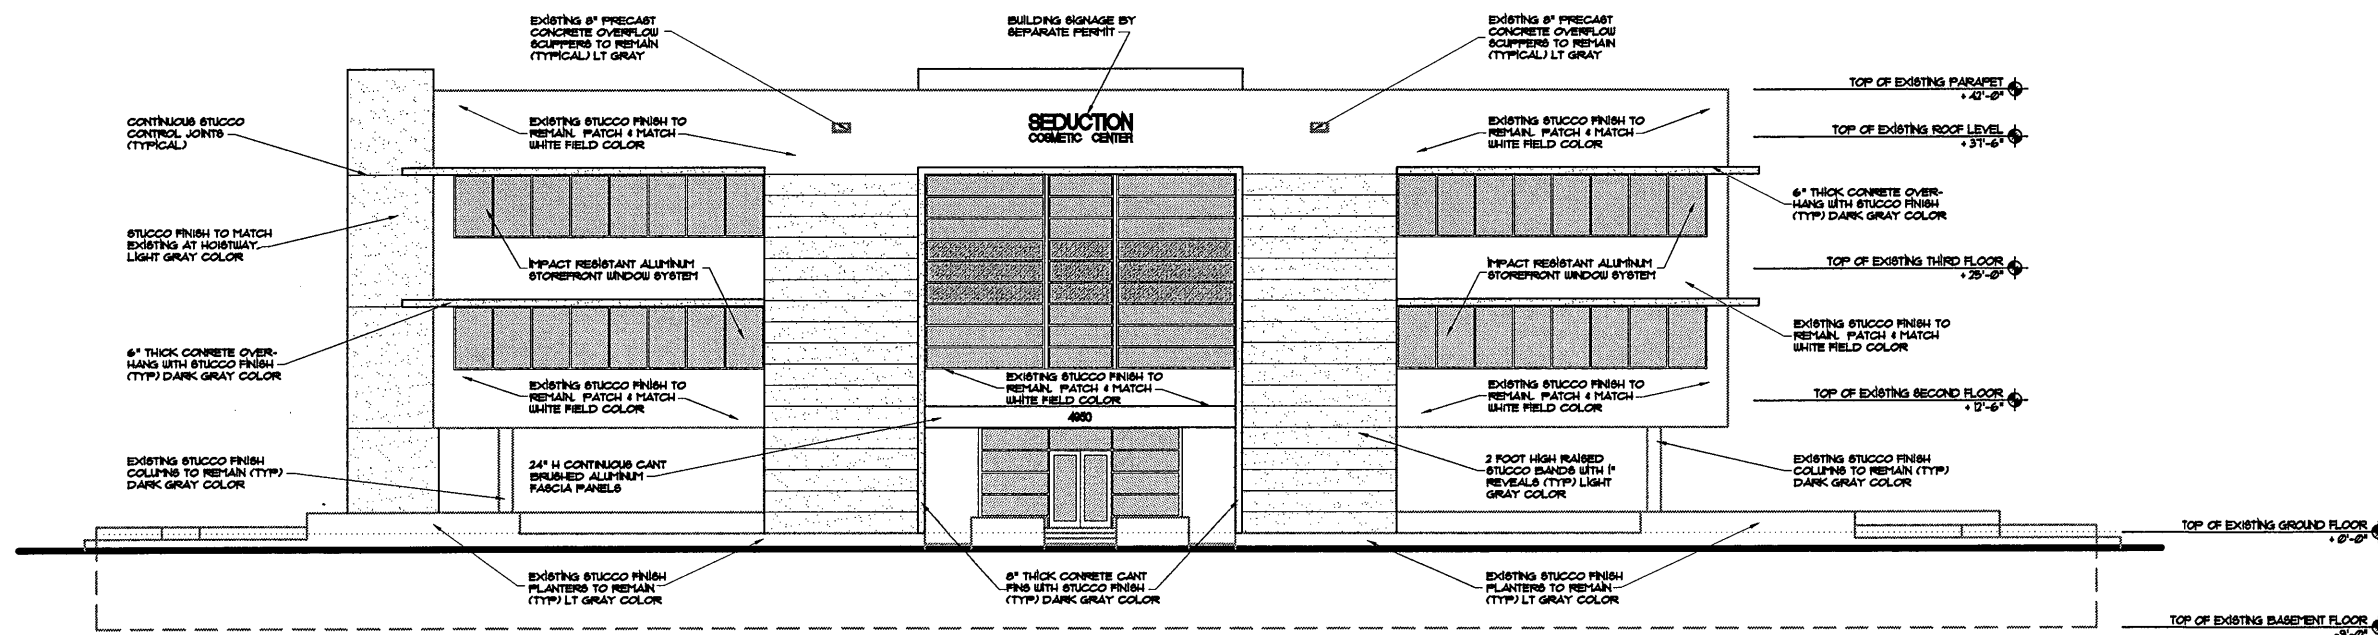 EXISTING 8" PRECAST
CONCRETE OVERFLOW
SCUPPERS TO REMAIN
(TYPICAL) LT GRAY
BUILDING SIGNAGE BY
SEPARATE PERMIT
EXISTING 8" PRECAST
CONCRETE OVERFLOW
SCUPPERS TO REMAIN
(TYPICAL) LT GRAY
TOP OF EXISTING PARAPET
+ 42'-0"
CONTINUOUS STUCCO
CONTROL JOINTS
(TYPICAL)
EXISTING STUCCO FINISH TO
REMAIN. PATCH & MATCH
WHITE FIELD COLOR
SEDUCTION
COSMETIC CENTER
EXISTING STUCCO FINISH TO
REMAIN. PATCH & MATCH
WHITE FIELD COLOR
TOP OF EXISTING ROOF LEVEL
+ 37'-6"
6" THICK CONRETE OVER-
HANG WITH STUCCO FINISH
(TYP) DARK GRAY COLOR
STUCCO FINISH TO MATCH
EXISTING AT HOISTWAY
LIGHT GRAY COLOR
IMPACT RESISTANT ALUMINUM
STOREFRONT WINDOW SYSTEM
IMPACT RESISTANT ALUMINUM
STOREFRONT WINDOW SYSTEM
TOP OF EXISTING THIRD FLOOR
+ 25'-0"
EXISTING STUCCO FINISH TO
REMAIN. PATCH & MATCH
WHITE FIELD COLOR
6" THICK CONRETE OVER-
HANG WITH STUCCO FINISH
(TYP) DARK GRAY COLOR
EXISTING STUCCO FINISH TO
REMAIN. PATCH & MATCH
WHITE FIELD COLOR
EXISTING STUCCO FINISH TO
REMAIN. PATCH & MATCH
WHITE FIELD COLOR
EXISTING STUCCO FINISH TO
REMAIN. PATCH & MATCH
WHITE FIELD COLOR
TOP OF EXISTING SECOND FLOOR
+ 12'-6"
4950
EXISTING STUCCO FINISH
COLUMNS TO REMAIN (TYP)
DARK GRAY COLOR
24" H CONTINUOUS CANT
BRUSHED ALUMINUM
FASCIA PANELS
2 FOOT HIGH RAISED
STUCCO BANDS WITH 1"
REVEALS (TYP) LIGHT
GRAY COLOR
EXISTING STUCCO FINISH
COLUMNS TO REMAIN (TYP)
DARK GRAY COLOR
TOP OF EXISTING GROUND FLOOR
+ 0'-0"
EXISTING STUCCO FINISH
PLANTERS TO REMAIN
(TYP) LT GRAY COLOR
8" THICK CONRETE CANT
FINS WITH STUCCO FINISH
(TYP) DARK GRAY COLOR
EXISTING STUCCO FINISH
PLANTERS TO REMAIN
(TYP) LT GRAY COLOR
TOP OF EXISTING BASEMENT FLOOR
-9'-0"